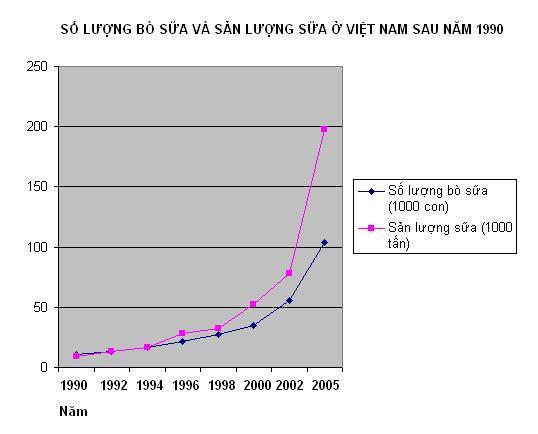 SỐ LƯỢNG BÒ SỮA VÀ SẢN LƯỢNG SỮA Ở VIỆT NAM SAU NĂM 1990
250
200
150
100
50
0
1990 1992 1994 1996 1998 2000 2002 2005
Năm
Số lượng bò sữa
(1000 con)
Sản lượng sữa (1000
tấn)